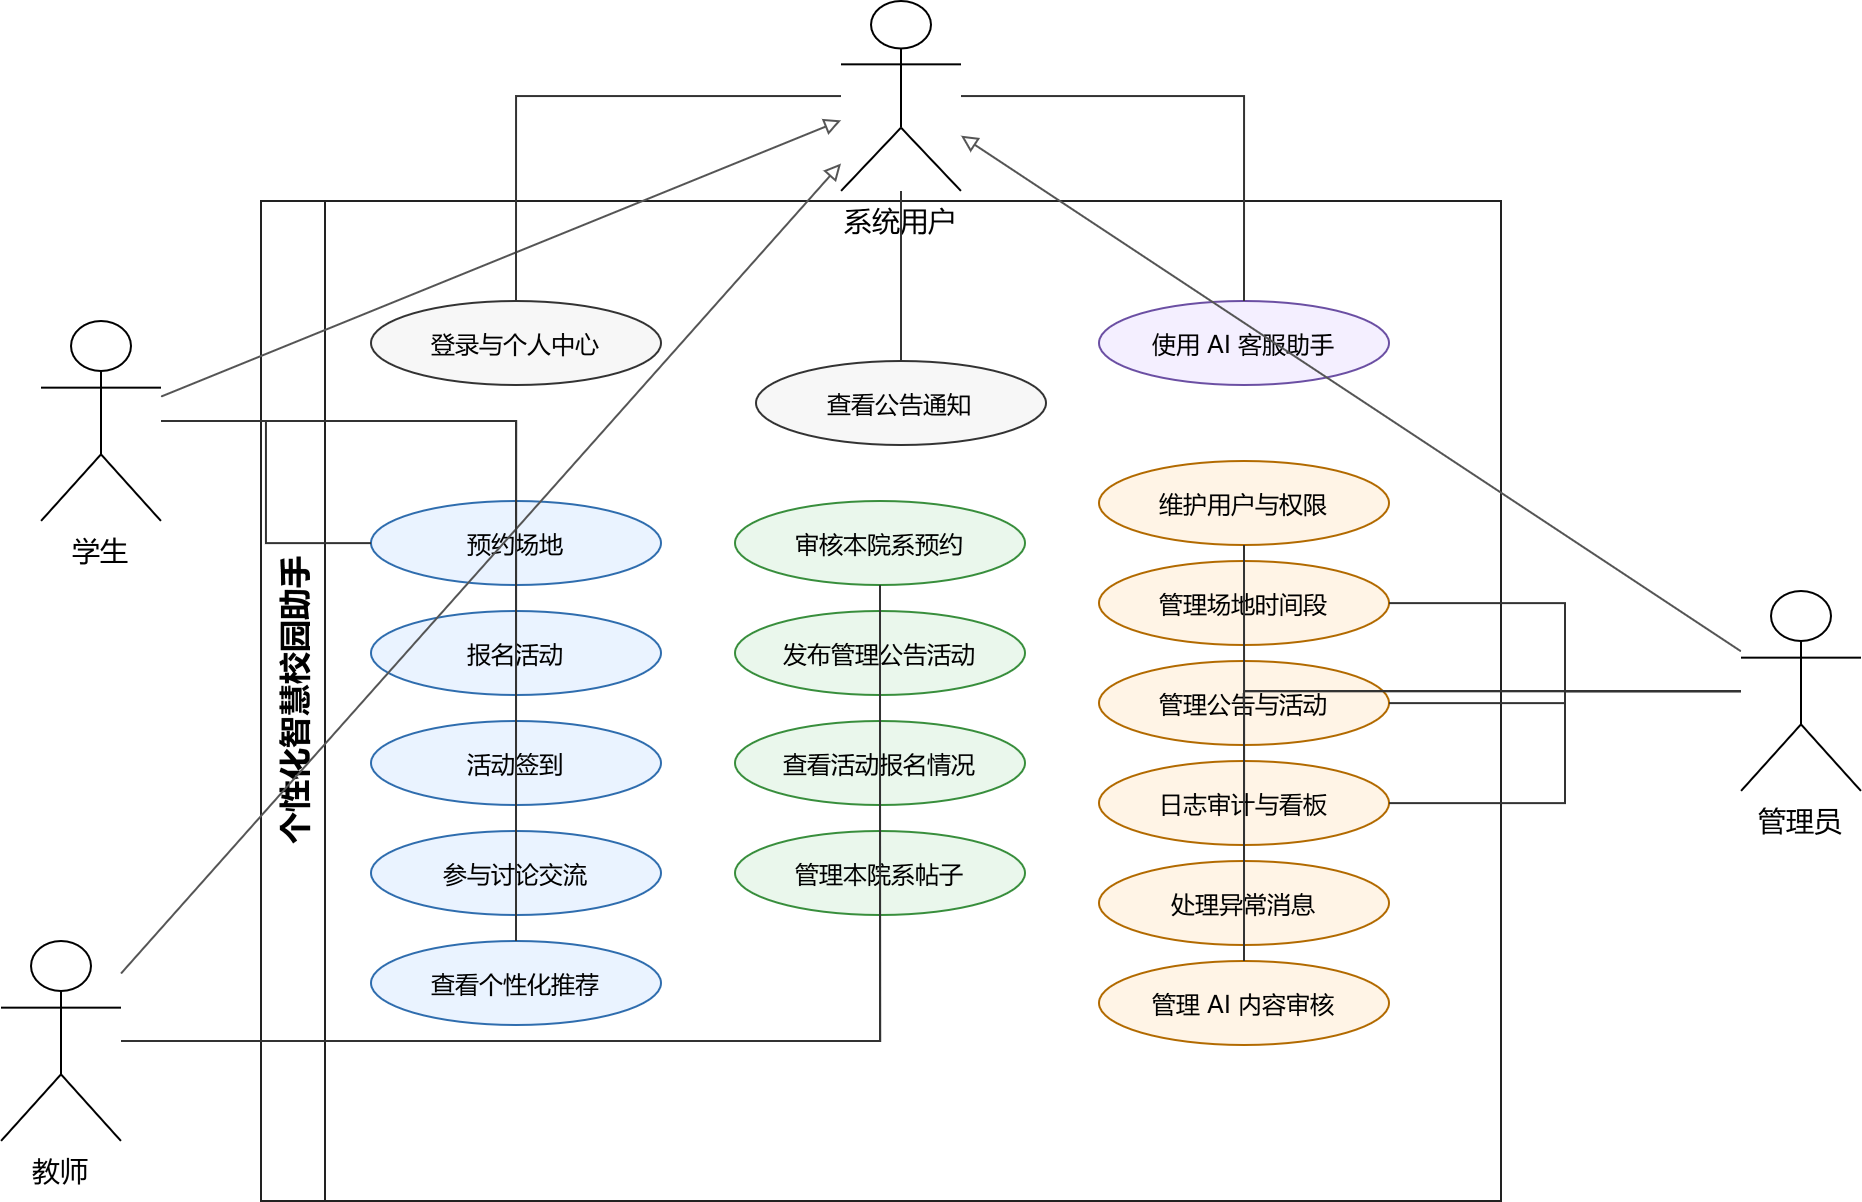 系统用户
登录与个人中心
使用 AI 客服助手
查看公告通知
学生
个性化智慧校园助手
预约场地
报名活动
活动签到
参与讨论交流
查看个性化推荐
审核本院系预约
发布管理公告活动
查看活动报名情况
管理本院系帖子
维护用户与权限
管理场地时间段
管理公告与活动
日志审计与看板
处理异常消息
管理 AI 内容审核
管理员
教师